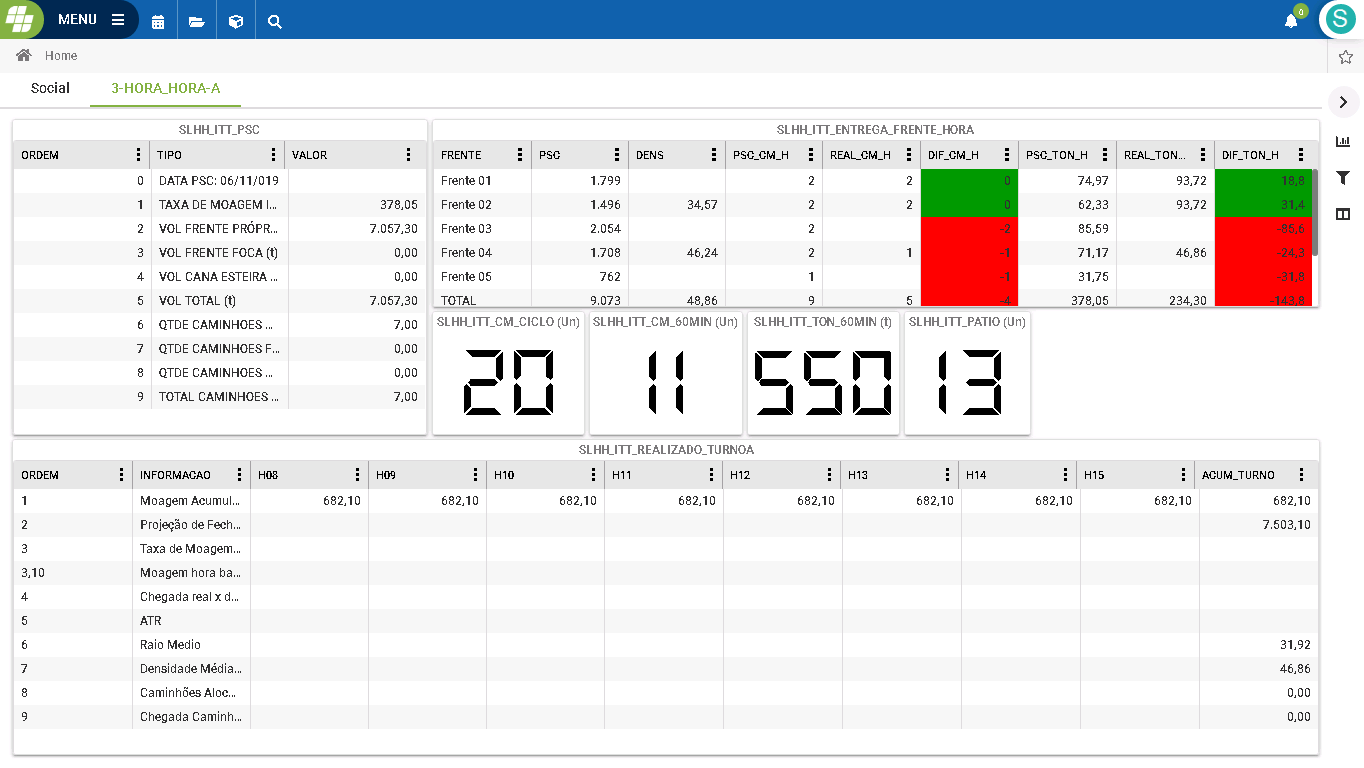 MENU
0
S
Home
Social 3-HORA_HORA-A
SLHH_ITT_PSC
ORDEM TIPO VALOR
0 DATA PSC: 06/11/019
1 TAXA DE MOAGEM I... 378,05
2 VOL FRENTE PRÓPR... 7.057,30
3 VOL FRENTE FOCA (t) 0,00
4 VOL CANA ESTEIRA ... 0,00
5 VOL TOTAL (t) 7.057,30
6 QTDE CAMINHOES ... 7,00
7 QTDE CAMINHOES F... 0,00
8 QTDE CAMINHOES ... 0,00
9 TOTAL CAMINHOES ... 7,00
SLHH_ITT_ENTREGA_FRENTE_HORA
FRENTE PSC DENS PSC_CM_H REAL_CM_H DIF_CM_H PSC_TON_H REAL_TON... DIF_TON_H
Frente 01 1.799 2 2 0 74,97 93,72 18,8
Frente 02 1.496 34,57 2 2 0 62,33 93,72 31,4
Frente 03 2.054 2 -2 85,59 -85,6
Frente 04 1.708 46,24 2 1 -1 71,17 46,86 -24,3
Frente 05 762 1 -1 31,75 -31,8
TOTAL 9.073 48,86 9 5 -4 378,05 234,30 -143,8
SLHH_ITT_CM_CICLO (Un) SLHH_ITT_CM_60MIN (Un) SLHH_ITT_TON_60MIN (t) SLHH_ITT_PATIO (Un)
20 11 550 13
SLHH_ITT_REALIZADO_TURNOA
ORDEM INFORMACAO H08 H09 H10 H11 H12 H13 H14 H15 ACUM_TURNO
1 Moagem Acumul... 682,10 682,10 682,10 682,10 682,10 682,10 682,10 682,10 682,10
2 Projeção de Fech... 7.503,10
3 Taxa de Moagem...
3,10 Moagem hora ba...
4 Chegada real x d...
5 ATR
6 Raio Medio 31,92
7 Densidade Média... 46,86
8 Caminhões Aloc... 0,00
9 Chegada Caminh... 0,00